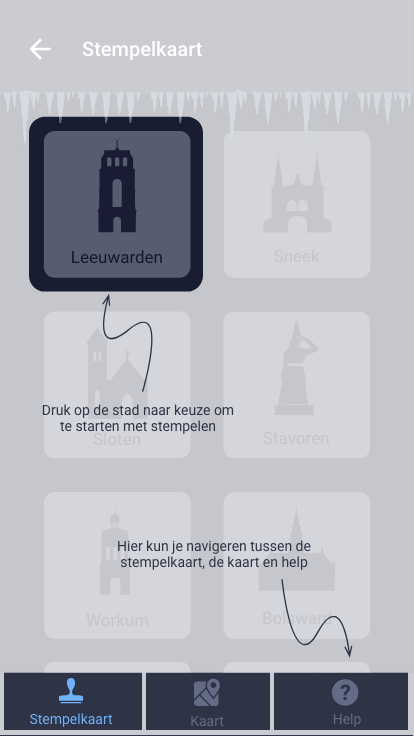 Stempelkaart
Leeuwarden
Sneek
Druk op de stad naar keuze om
te starten met stempelen
Sloten
Stavoren
Hier kun je navigeren tussen de
stempelkaart, de kaart en help
Workum
Bolsward
Stempelkaart
Kaart
Help